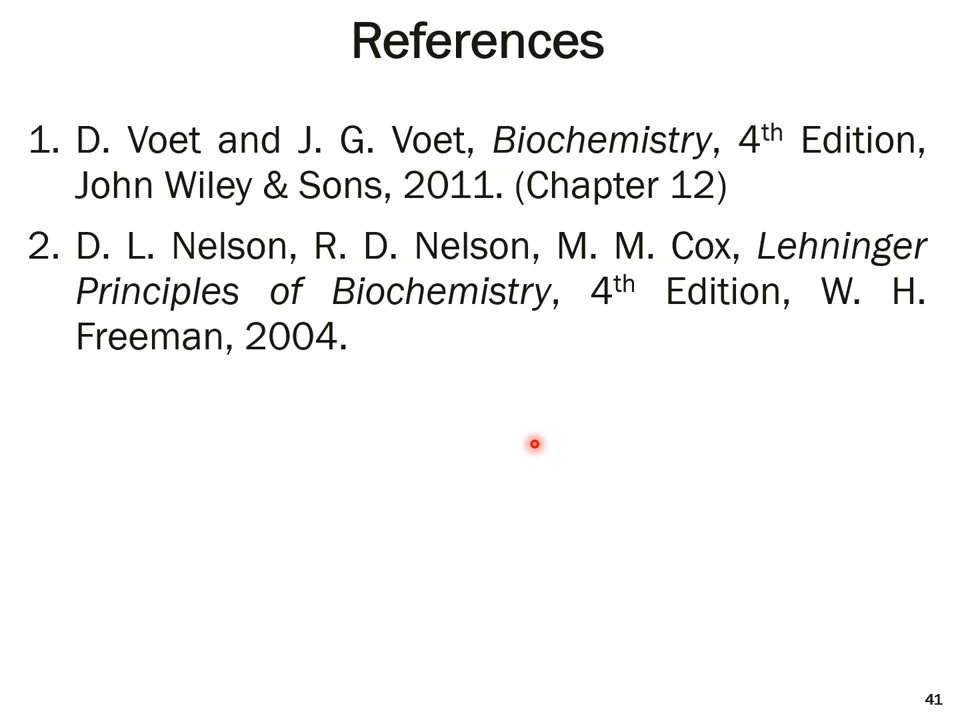 References
1. D. Voet and J. G. Voet, Biochemistry, 4th Edition,
John Wiley & Sons, 2011. (Chapter 12)
2. D. L. Nelson, R. D. Nelson, M. M. Cox, Lehninger
Principles of Biochemistry, 4th Edition, W. H.
Freeman, 2004.
41